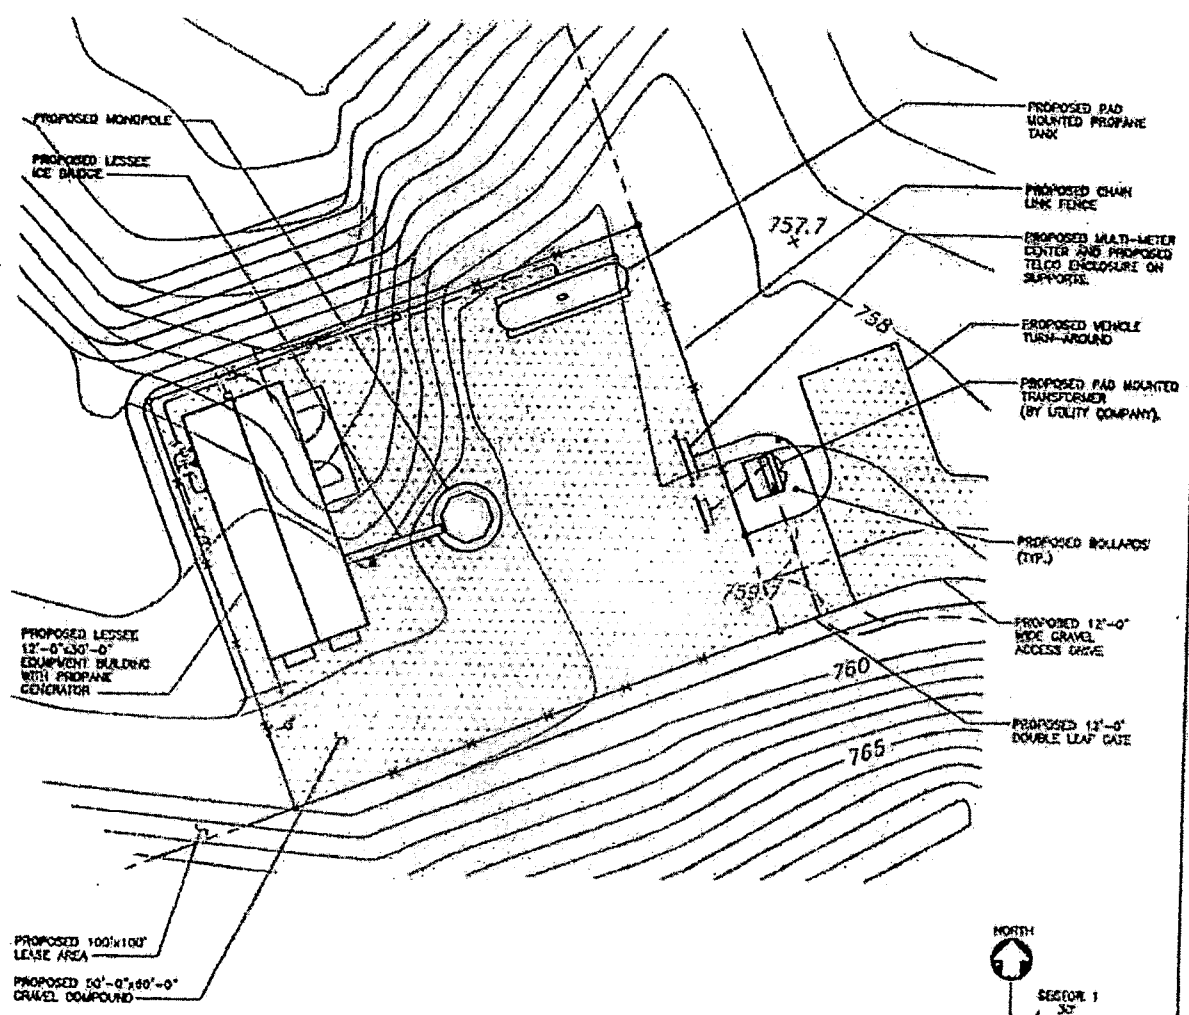 PROPOSED MONOPOLE
PROPOSED LESSEE
ICE BRIDGE
PROPOSED PAD
MOUNTED PROPANE
TANK
PROPOSED CHAIN
LINK FENCE
PROPOSED MULTI-METER
CENTER AND PROPOSED
TELCO ENCLOSURE ON
SUPPORTS.
757.7
758
PROPOSED VEHICLE
TURN-AROUND
PROPOSED PAD MOUNTED
TRANSFORMER
(BY UTILITY COMPANY).
PROPOSED BOLLARDS
(TYP.)
759.7
PROPOSED 12'-0"
WIDE GRAVEL
ACCESS DRIVE
PROPOSED LESSEE
12'-0"x30'-0"
EQUIPMENT BUILDING
WITH PROPANE
GENERATOR
760
PROPOSED 12'-0"
DOUBLE LEAF GATE
765
PROPOSED 100'x100'
LEASE AREA
PROPOSED 50'-0"x60'-0"
GRAVEL COMPOUND
NORTH
SECTOR 1